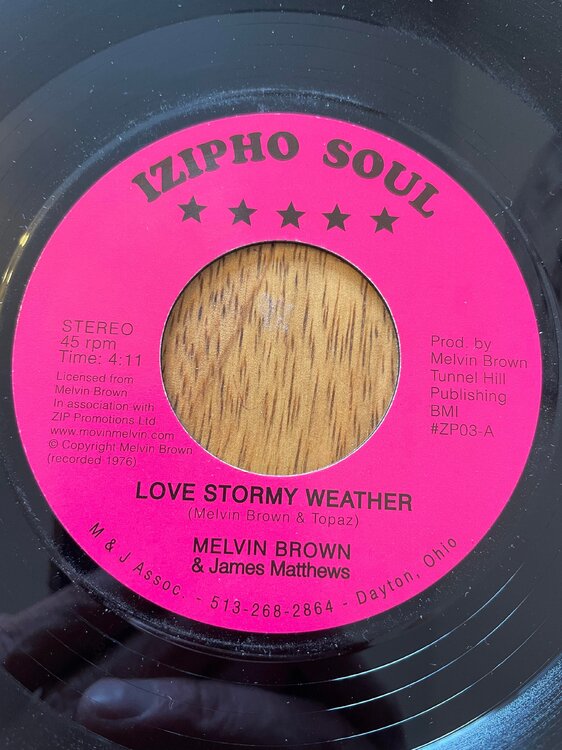 IZIPHO SOUL
STEREO
45 rpm
Time: 4:11
Licensed from
Melvin Brown
In association with
ZIP Promotions Ltd
www.movinmelvin.com
© Copyright Melvin Brown
(recorded 1976)
Prod. by
Melvin Brown
Tunnel Hill
Publishing
BMI
#ZP03-A
LOVE STORMY WEATHER
(Melvin Brown & Topaz)
MELVIN BROWN
& James Matthews
M & J Assoc. - 513-268-2864 - Dayton, Ohio